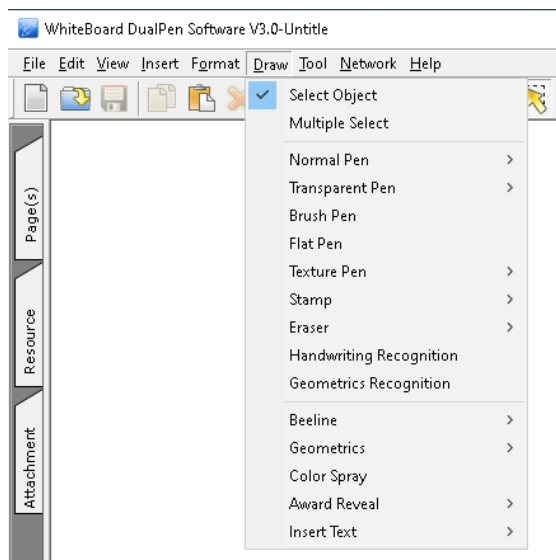 WhiteBoard DualPen Software V3.0-Untitle
File Edit View Insert Format Draw Tool Network Help
Select Object
Multiple Select
Normal Pen
Transparent Pen
Brush Pen
Flat Pen
Texture Pen
Stamp
Eraser
Handwriting Recognition
Geometrics Recognition
Beeline
Geometrics
Color Spray
Award Reveal
Insert Text
Page(s)
Resource
Attachment